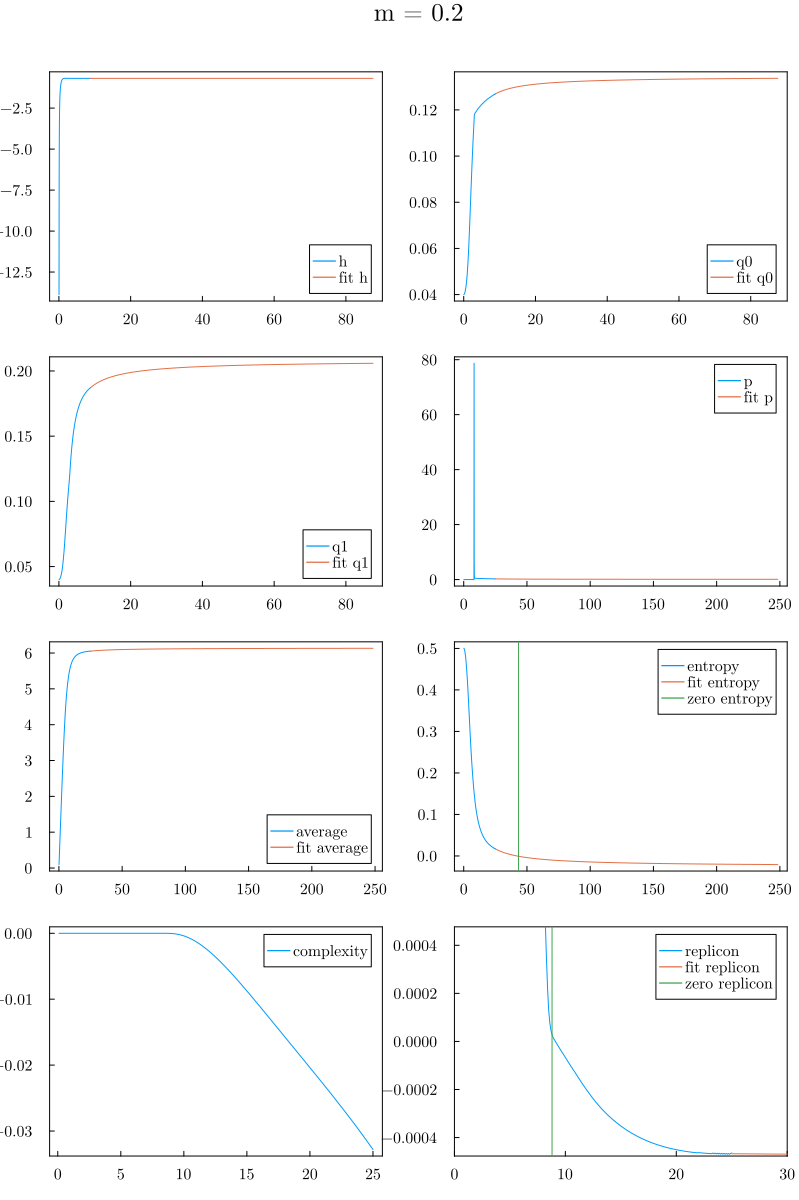 m = 0.2
−2.5
−5.0
−7.5
10.0
12.5
0 20 40 60 80
h
fit h
0.12
0.10
0.08
0.06
0.04
0 20 40 60 80
q0
fit q0
0.20
0.15
0.10
0.05
0 20 40 60 80
q1
fit q1
80
60
40
20
0
0 50 100 150 200 250
p
fit p
6
5
4
3
2
1
0
0 50 100 150 200 250
average
fit average
0.5
0.4
0.3
0.2
0.1
0.0
0 50 100 150 200 250
entropy
fit entropy
zero entropy
0.00
0.01
0.02
0.03
0 5 10 15 20 25
complexity
0.0004
0.0002
0.0000
−0.0002
−0.0004
0 10 20 30
replicon
fit replicon
zero replicon